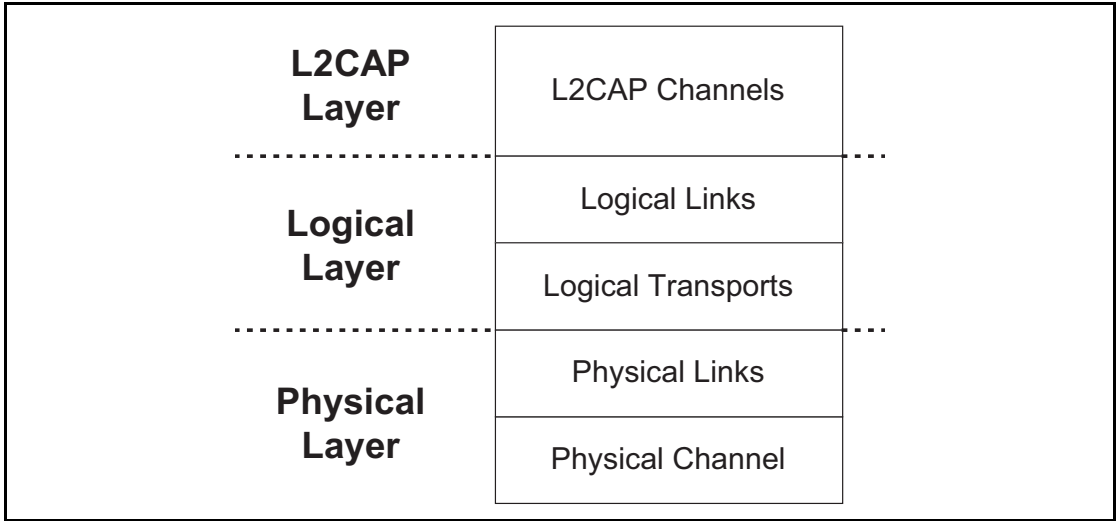 L2CAP
Layer
L2CAP Channels
Logical
Layer
Logical Links
Logical Transports
Physical
Layer
Physical Links
Physical Channel